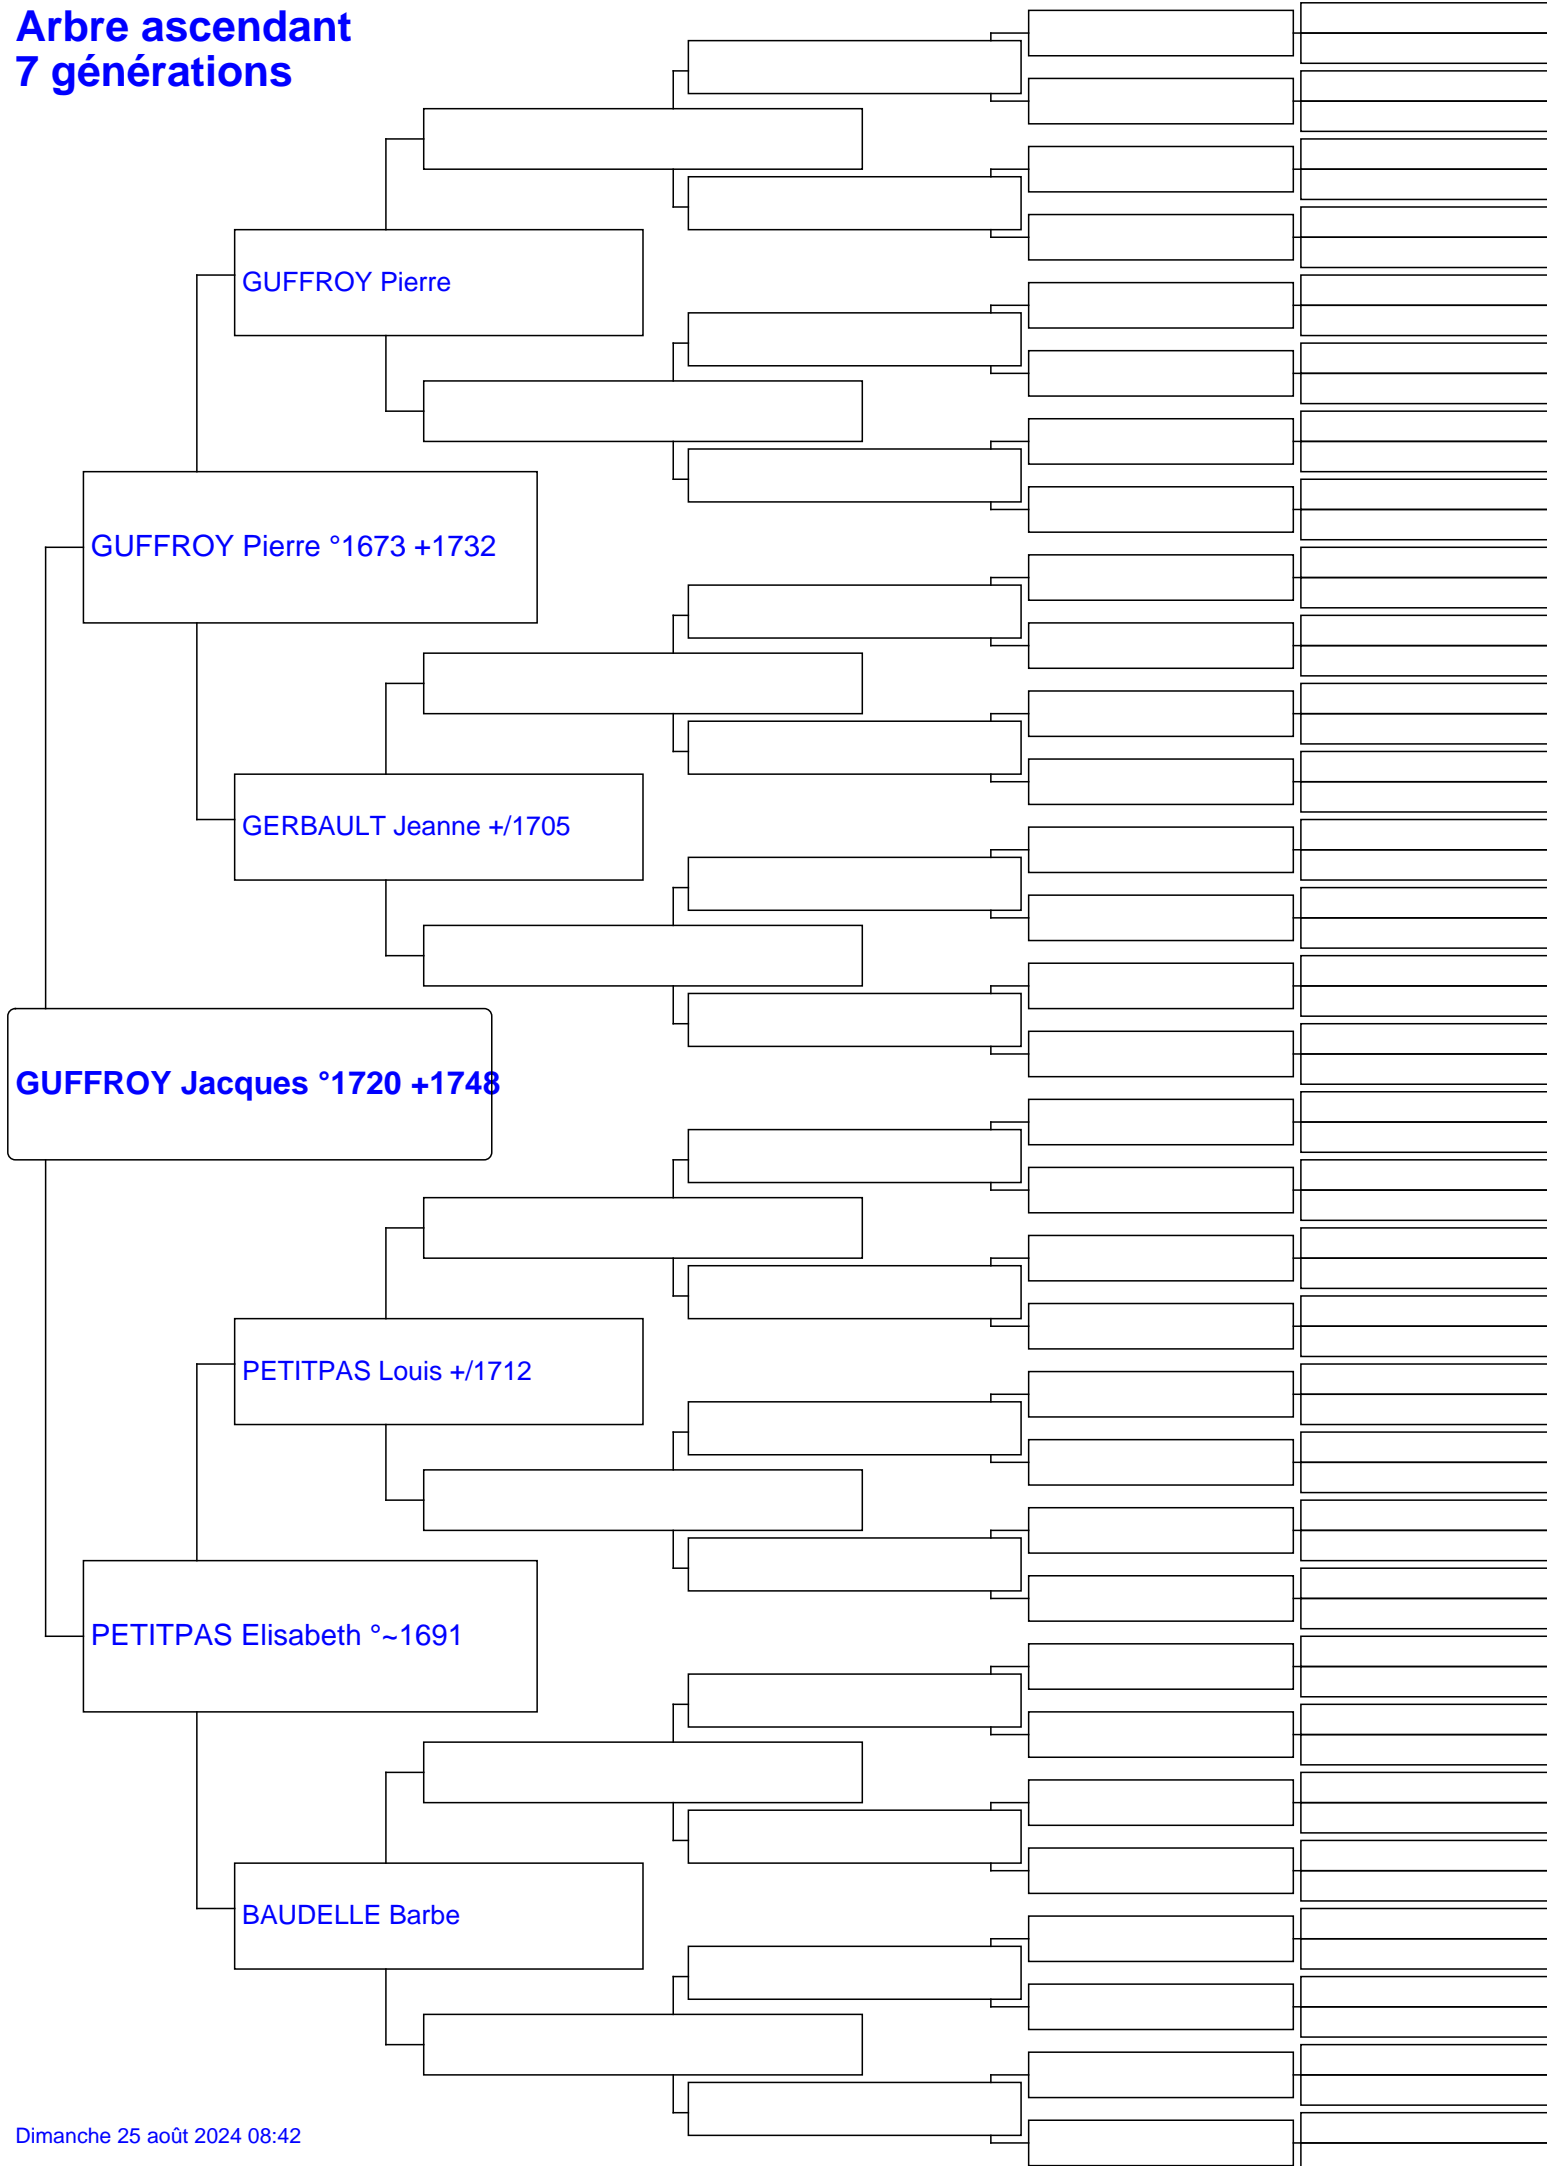 Arbre ascendant
7 générations
GUFFROY Pierre
GUFFROY Pierre °1673 +1732
GERBAULT Jeanne +/1705
GUFFROY Jacques °1720 +1748
PETITPAS Louis +/1712
PETITPAS Elisabeth °~1691
BAUDELLE Barbe
Dimanche 25 août 2024 08:42